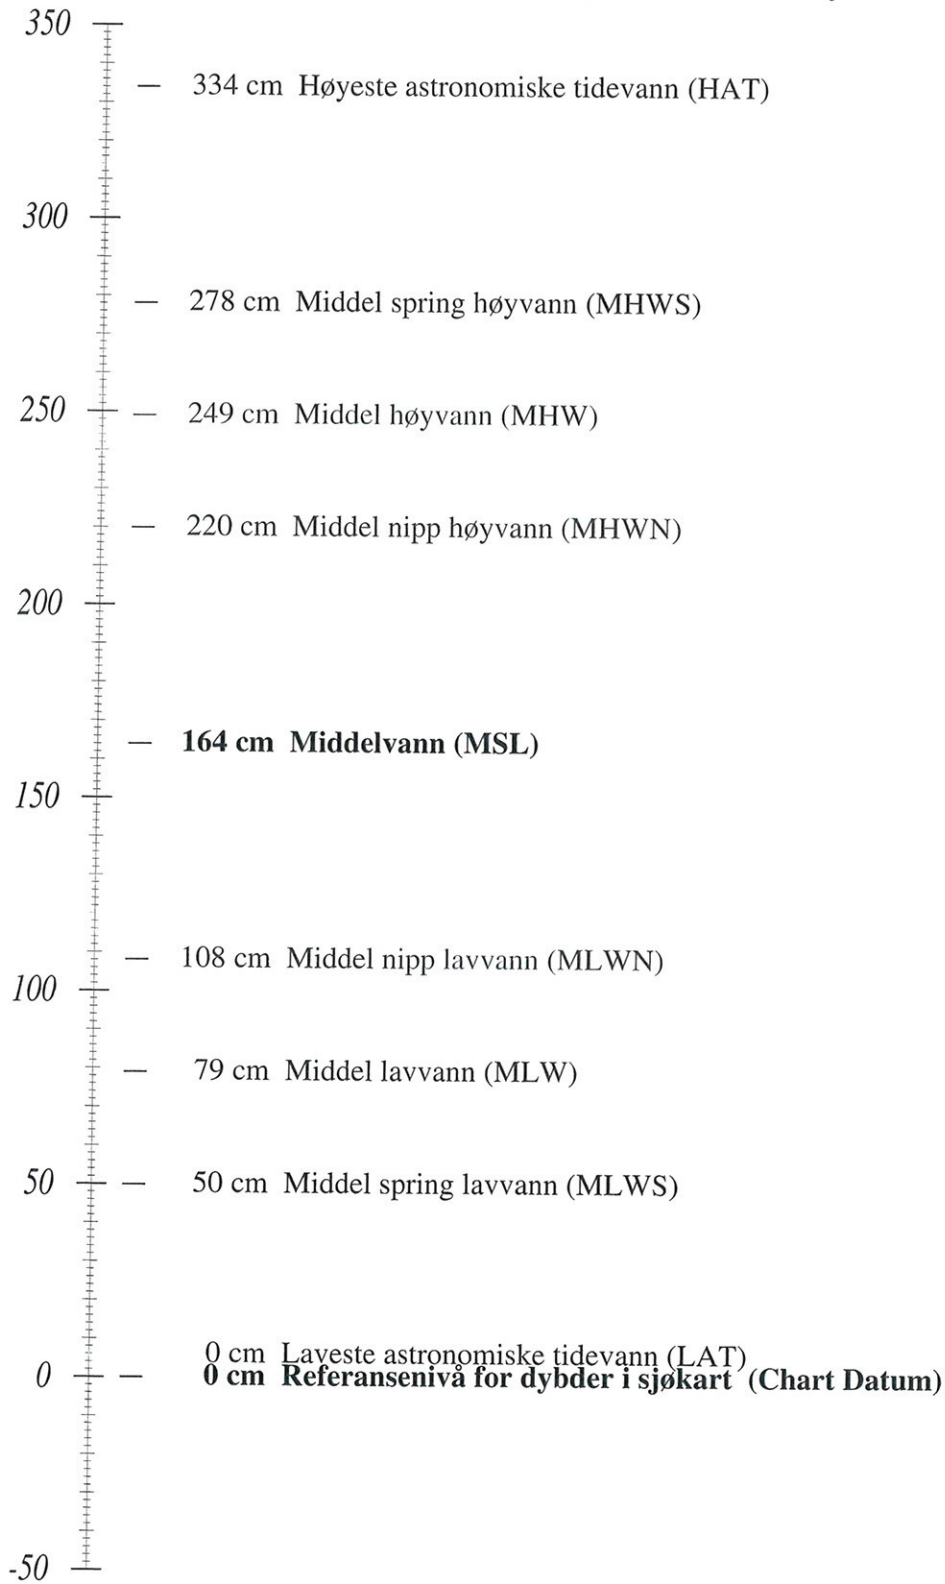 350
334 cm Høyeste astronomiske tidevann (HAT)
300
278 cm Middel spring høyvann (MHWS)
250
249 cm Middel høyvann (MHW)
220 cm Middel nipp høyvann (MHWN)
200
164 cm Middelvann (MSL)
150
108 cm Middel nipp lavvann (MLWN)
100
79 cm Middel lavvann (MLW)
50
50 cm Middel spring lavvann (MLWS)
0 cm Laveste astronomiske tidevann (LAT)
0
0 cm Referansenivå for dybder i sjøkart (Chart Datum)
-50